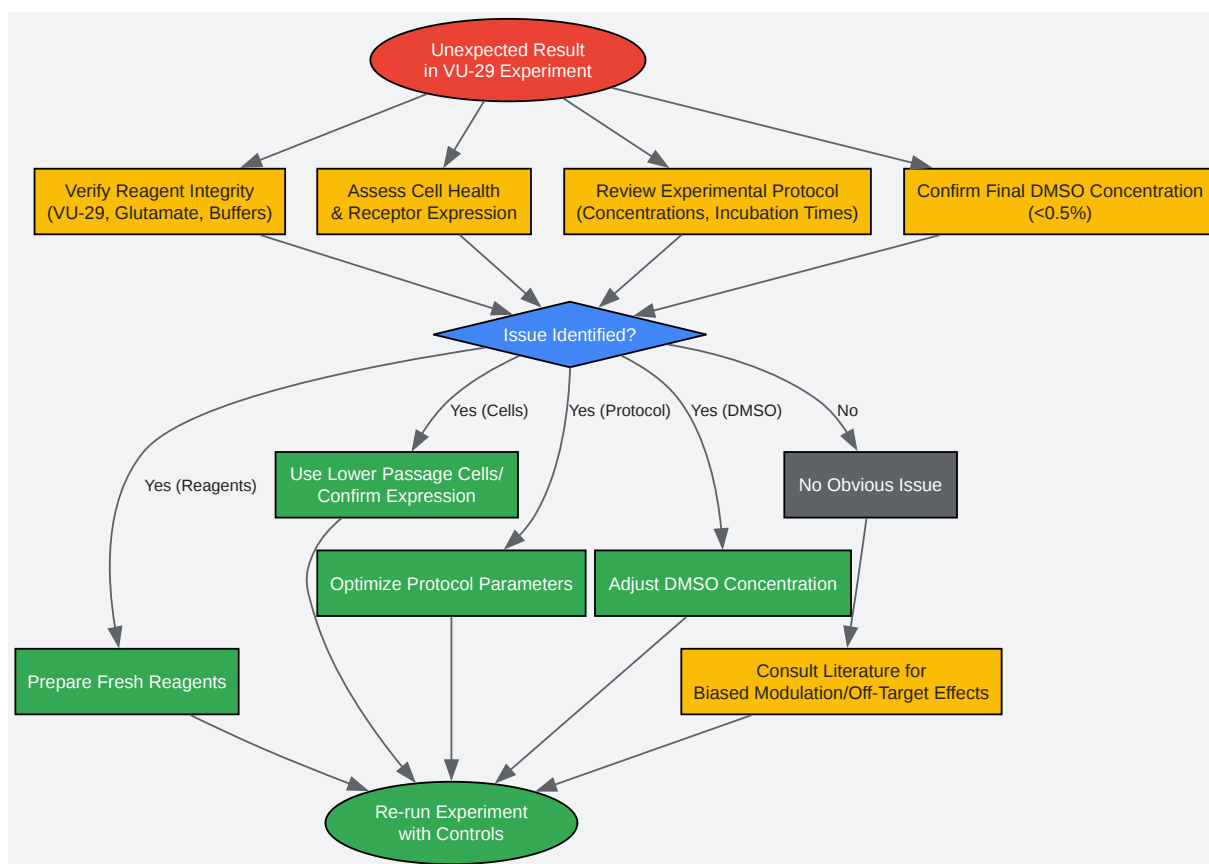 Unexpected Result
in VU-29 Experiment
Verify Reagent Integrity
(VU-29, Glutamate, Buffers)
Assess Cell Health
& Receptor Expression
Review Experimental Protocol
(Concentrations, Incubation Times)
Confirm Final DMSO Concentration
(<0.5%)
Issue Identified?
Yes (Reagents)
Yes (Cells)
Yes (Protocol)
Yes (DMSO)
No
Use Lower Passage Cells/
Confirm Expression
No Obvious Issue
Optimize Protocol Parameters
Adjust DMSO Concentration
Prepare Fresh Reagents
Consult Literature for
Biased Modulation/Off-Target Effects
Re-run Experiment
with Controls